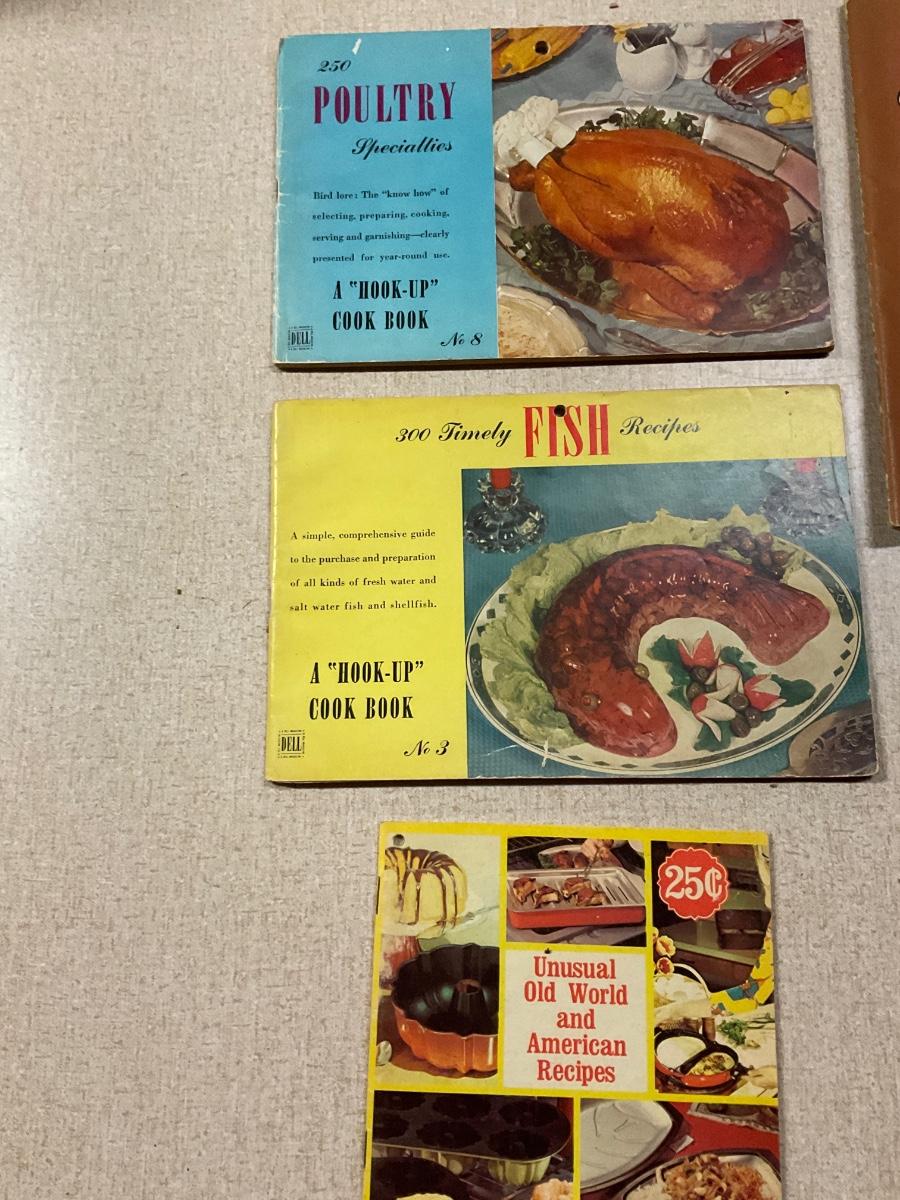 250
POULTRY
Specialties
Bird lore: The "know how" of
selecting, preparing, cooking,
serving and garnishing—clearly
presented for year-round use.
A "HOOK-UP"
COOK BOOK
DELL
No 8
300 Timely FISH Recipes
A simple, comprehensive guide
to the purchase and preparation
of all kinds of fresh water and
salt water fish and shellfish.
A "HOOK-UP"
COOK BOOK
DELL
No 3
25¢
Unusual
Old World
and
American
Recipes